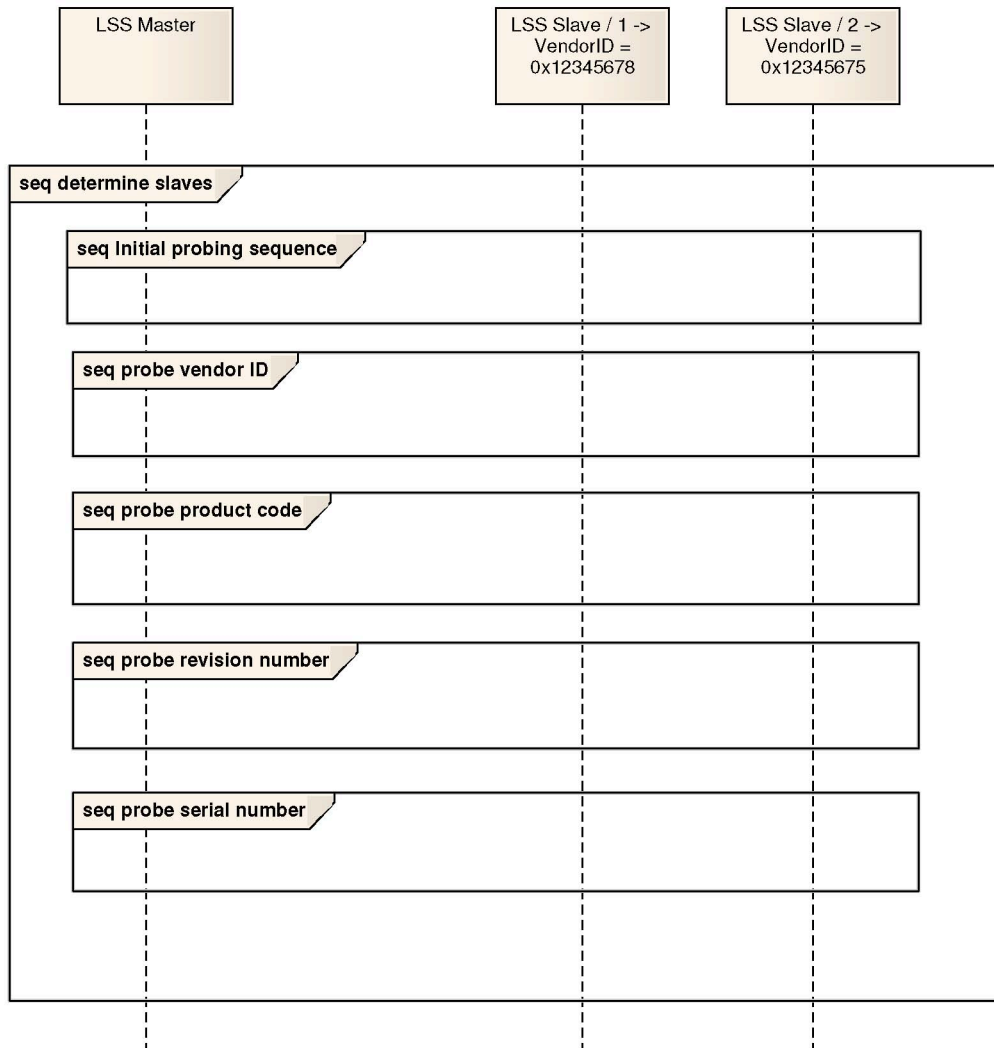 LSS Master
LSS Slave / 1 ->
VendorID =
0x12345678
LSS Slave / 2 ->
VendorID =
0x12345675
seq determine slaves
seq Initial probing sequence
seq probe vendor ID
seq probe product code
seq probe revision number
seq probe serial number